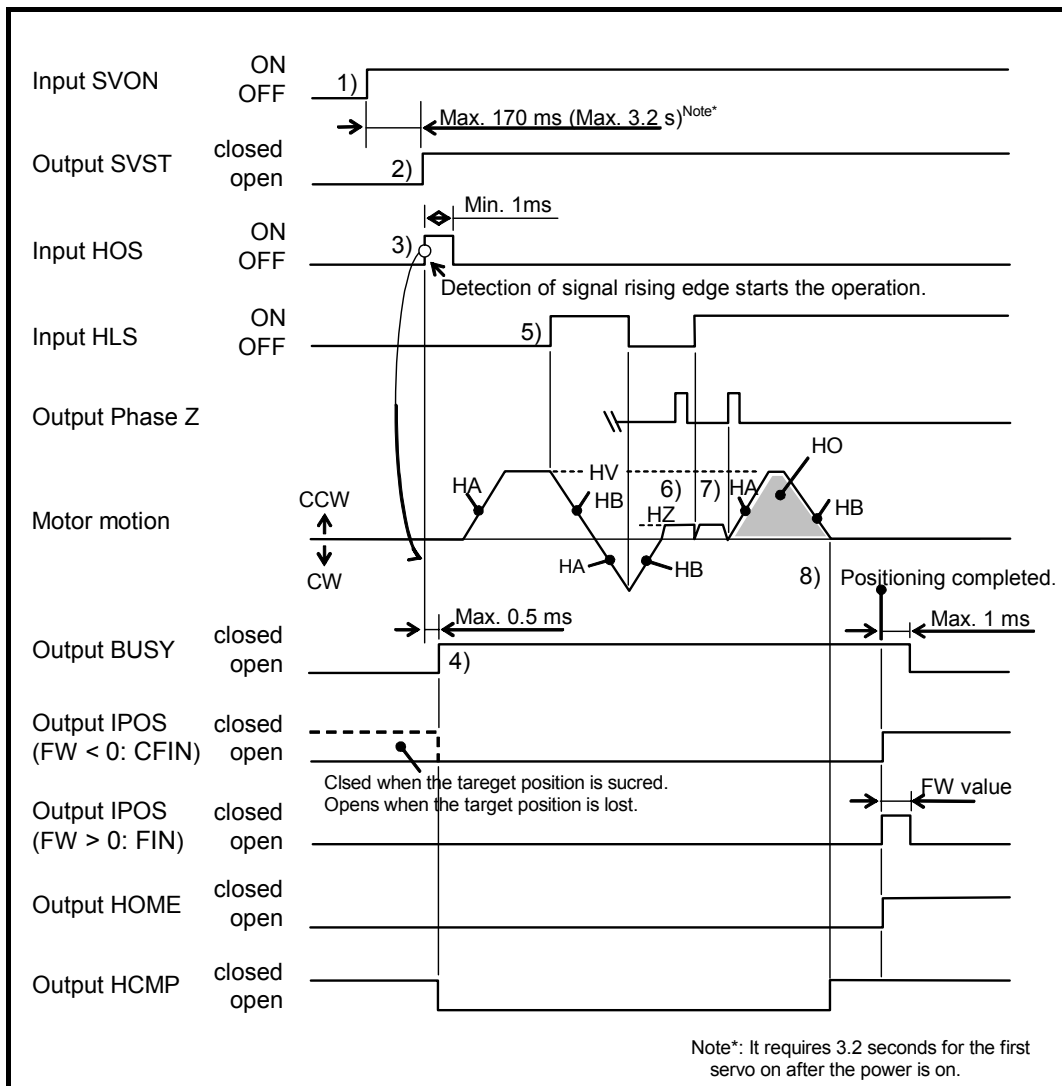 Input SVON
ON
OFF
1)
Max. 170 ms (Max. 3.2 s)Note*
Output SVST
closed
open
2)
Min. 1ms
Input HOS
ON
OFF
3)
Detection of signal rising edge starts the operation.
Input HLS
ON
OFF
5)
Output Phase Z
HO
HV
HA
HB
6)
7)
HA
HB
HZ
Motor motion
CCW
CW
HA
HB
8)
Positioning completed.
Max. 0.5 ms
Max. 1 ms
Output BUSY
closed
open
4)
Output IPOS
(FW < 0: CFIN)
closed
open
Clsed when the tareget position is sucred.
Opens when the target position is lost.
FW value
Output IPOS
(FW > 0: FIN)
closed
open
Output HOME
closed
open
Output HCMP
closed
open
Note*: It requires 3.2 seconds for the first
servo on after the power is on.